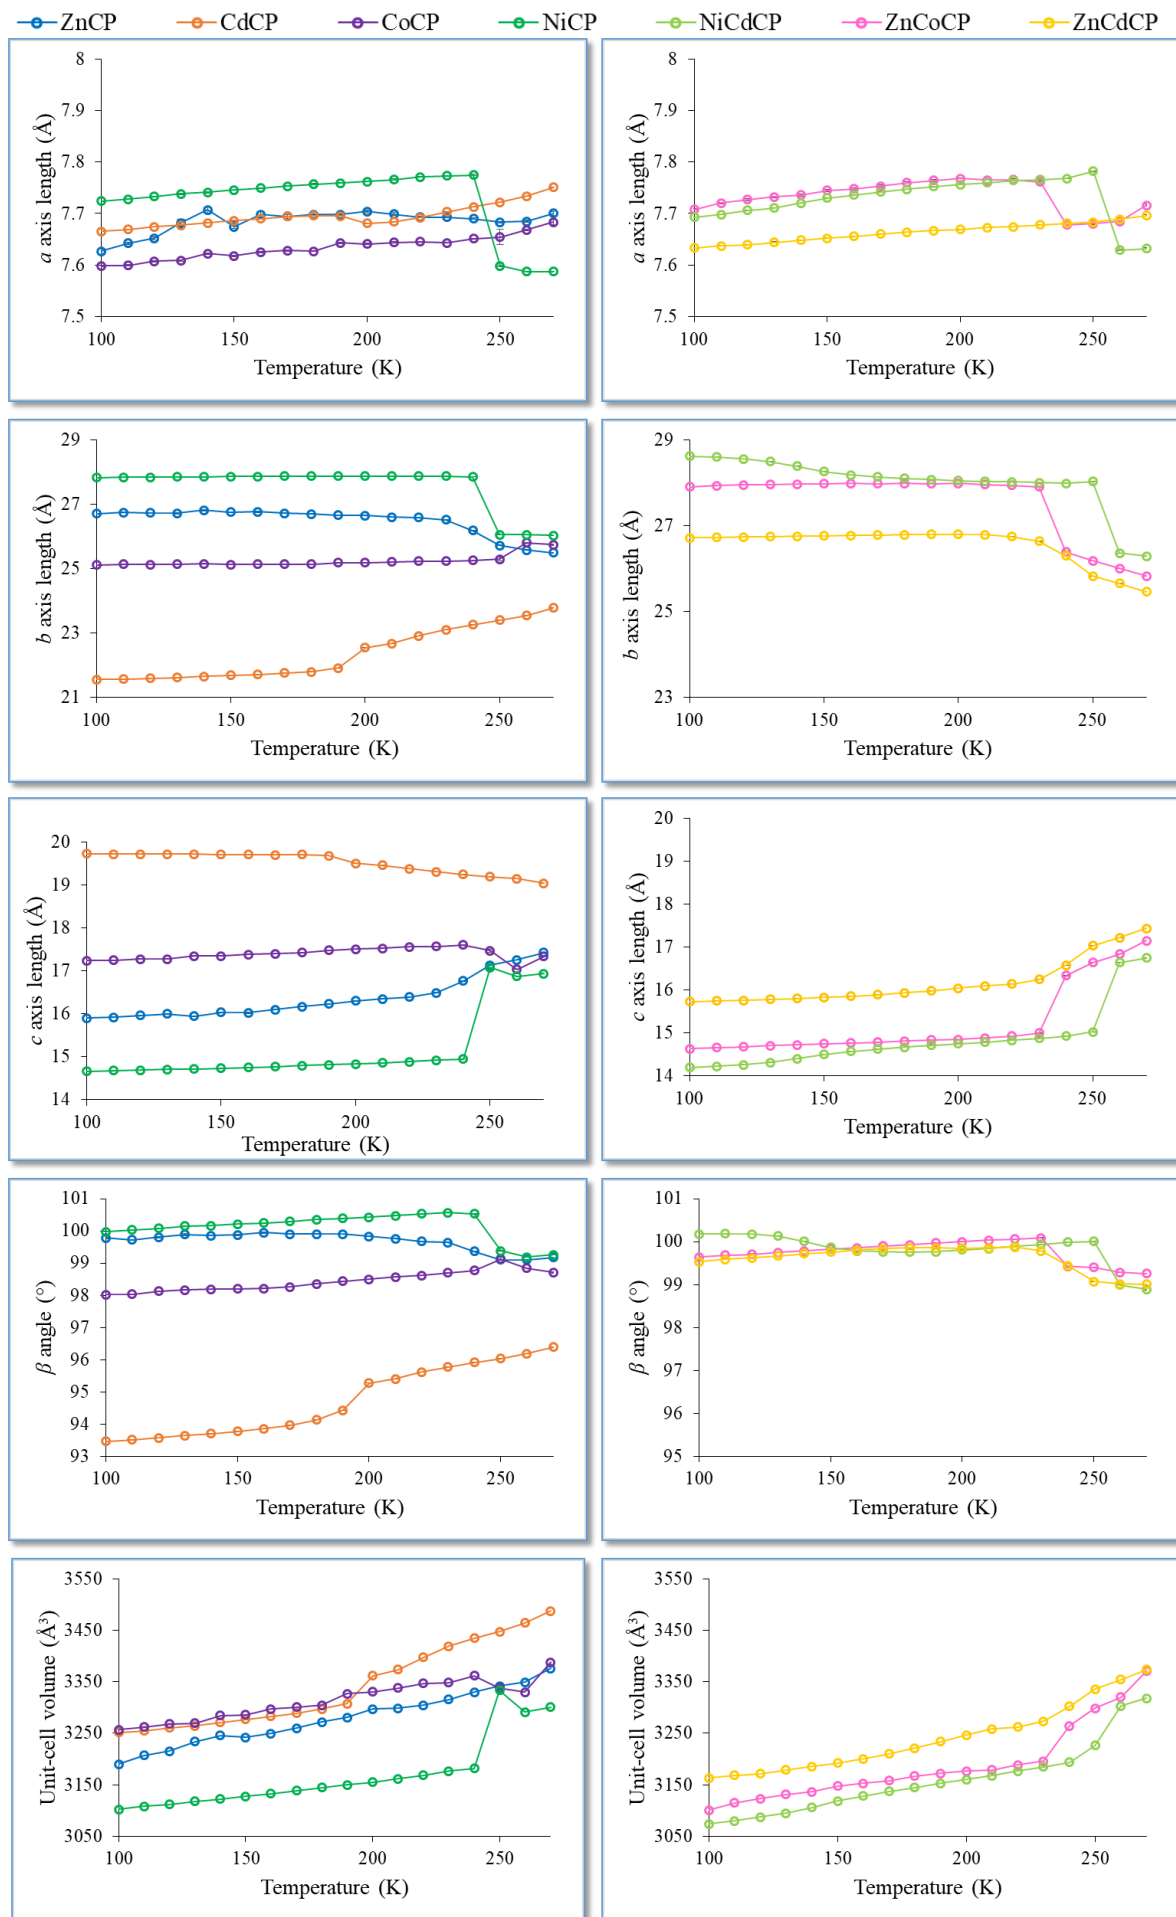 ZnCP CdCP CoCP NiCP NiCdCP ZnCoCP ZnCdCP
a axis length (Å)
8
7.9
7.8
7.7
7.6
7.5
100 150 200 250
Temperature (K)
a axis length (Å)
8
7.9
7.8
7.7
7.6
7.5
100 150 200 250
Temperature (K)
b axis length (Å)
29
27
25
23
21
100 150 200 250
Temperature (K)
b axis length (Å)
29
27
25
23
100 150 200 250
Temperature (K)
c axis length (Å)
20
19
18
17
16
15
14
100 150 200 250
Temperature (K)
c axis length (Å)
20
19
18
17
16
15
14
100 150 200 250
Temperature (K)
β angle (°)
101
100
99
98
97
96
95
94
93
100 150 200 250
Temperature (K)
β angle (°)
101
100
99
98
97
96
95
100 150 200 250
Temperature (K)
Unit-cell volume (Å³)
3550
3450
3350
3250
3150
3050
100 150 200 250
Temperature (K)
Unit-cell volume (Å³)
3550
3450
3350
3250
3150
3050
100 150 200 250
Temperature (K)